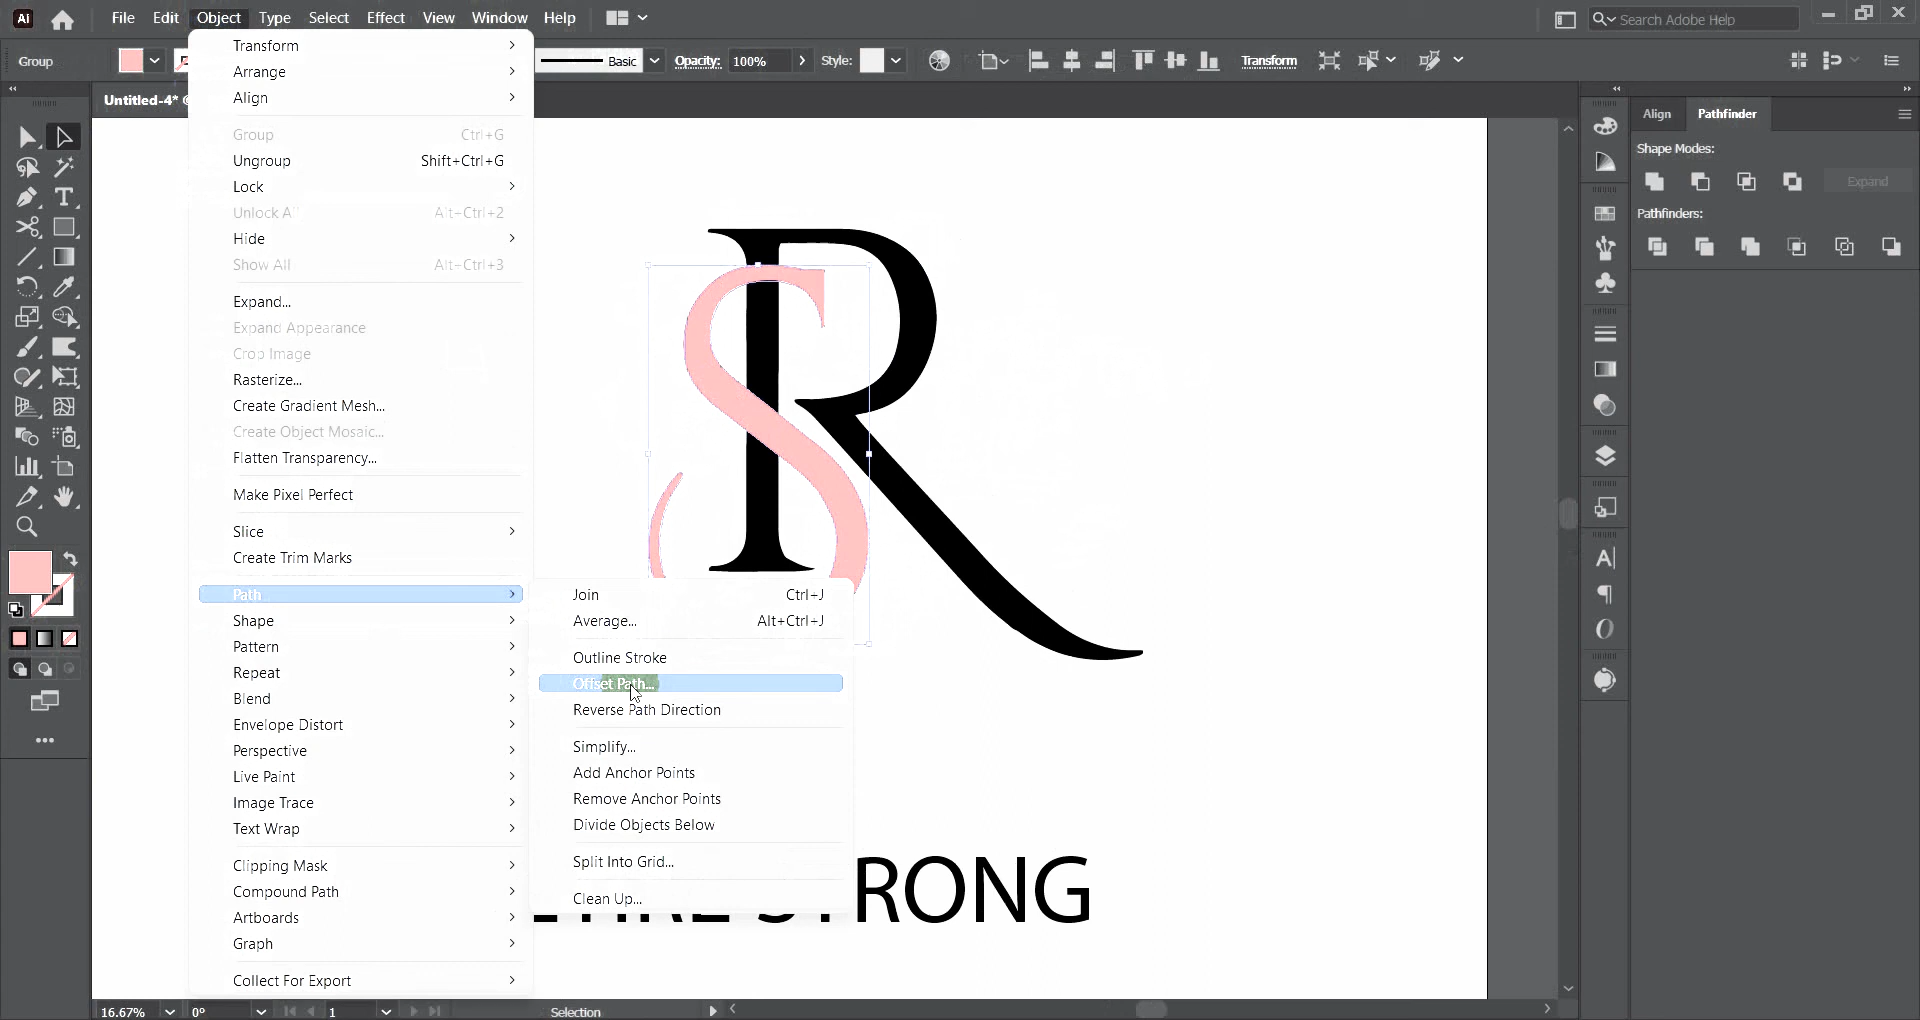 Ai File Edit Object Type Select Effect View Window Help Search Adobe Help
Group Basic Opacity: 100% Style: Transform
Untitled-4*
Transform
Arrange
Align
Group Ctrl+G
Ungroup Shift+Ctrl+G
Lock
Unlock All Alt+Ctrl+2
Hide
Show All Alt+Ctrl+3
Expand...
Expand Appearance
Crop Image
Rasterize...
Create Gradient Mesh...
Create Object Mosaic...
Flatten Transparency...
Make Pixel Perfect
Slice
Create Trim Marks
Path
Shape
Pattern
Repeat
Blend
Envelope Distort
Perspective
Live Paint
Image Trace
Text Wrap
Clipping Mask
Compound Path
Artboards
Graph
Collect For Export
Join Ctrl+J
Average... Alt+Ctrl+J
Outline Stroke
Offset Path...
Reverse Path Direction
Simplify...
Add Anchor Points
Remove Anchor Points
Divide Objects Below
Split Into Grid...
Clean Up...
R
S
STRONG
Align Pathfinder
Shape Modes:
Expand
Pathfinders:
16.67% 0° 1 Selection